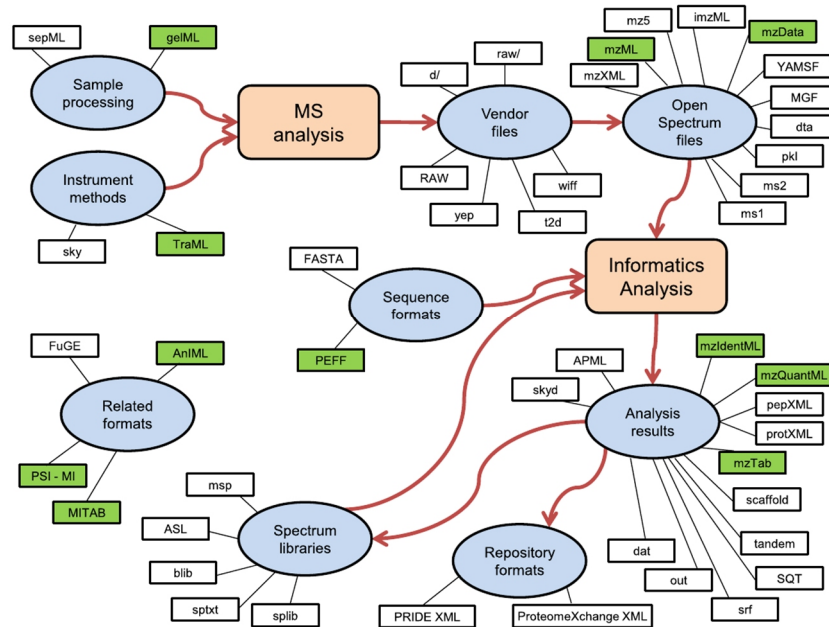 sepML
gelML
Sample
processing
MS
analysis
Instrument
methods
sky
TraML
d/
raw/
Vendor
files
RAW
yep
t2d
wiff
mz5
imzML
mzML
mzData
mzXML
YAMSF
Open
Spectrum
files
MGF
dta
pkl
ms2
ms1
FASTA
Sequence
formats
PEFF
Informatics
Analysis
FuGE
AnIML
Related
formats
PSI - MI
MITAB
APML
skyd
mzIdentML
mzQuantML
Analysis
results
pepXML
protXML
mzTab
scaffold
tandem
SQT
srf
out
dat
msp
ASL
Spectrum
libraries
blib
sptxt
splib
Repository
formats
PRIDE XML
ProteomeXchange XML